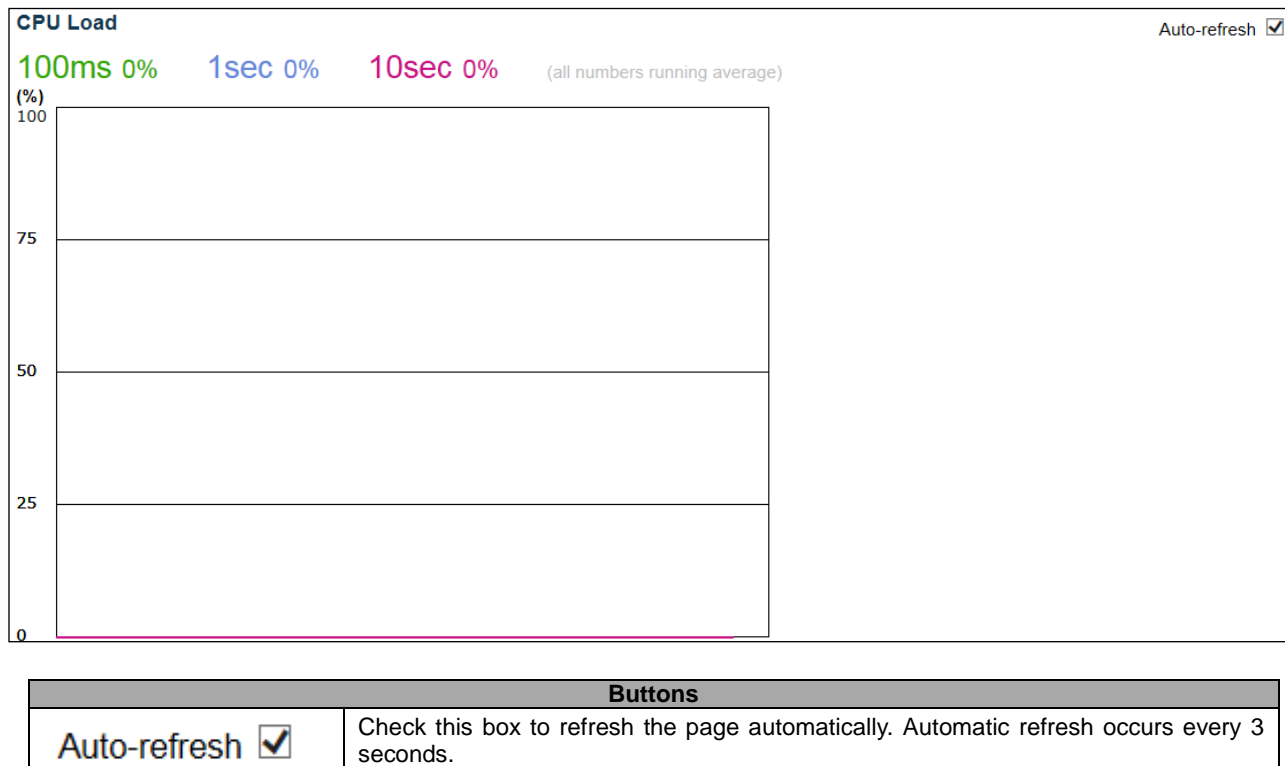 CPU Load
Auto-refresh
100ms 0% 1sec 0% 10sec 0% (all numbers running average)
(%)
100
75
50
25
0
Buttons
Auto-refresh
Check this box to refresh the page automatically. Automatic refresh occurs every 3
seconds.